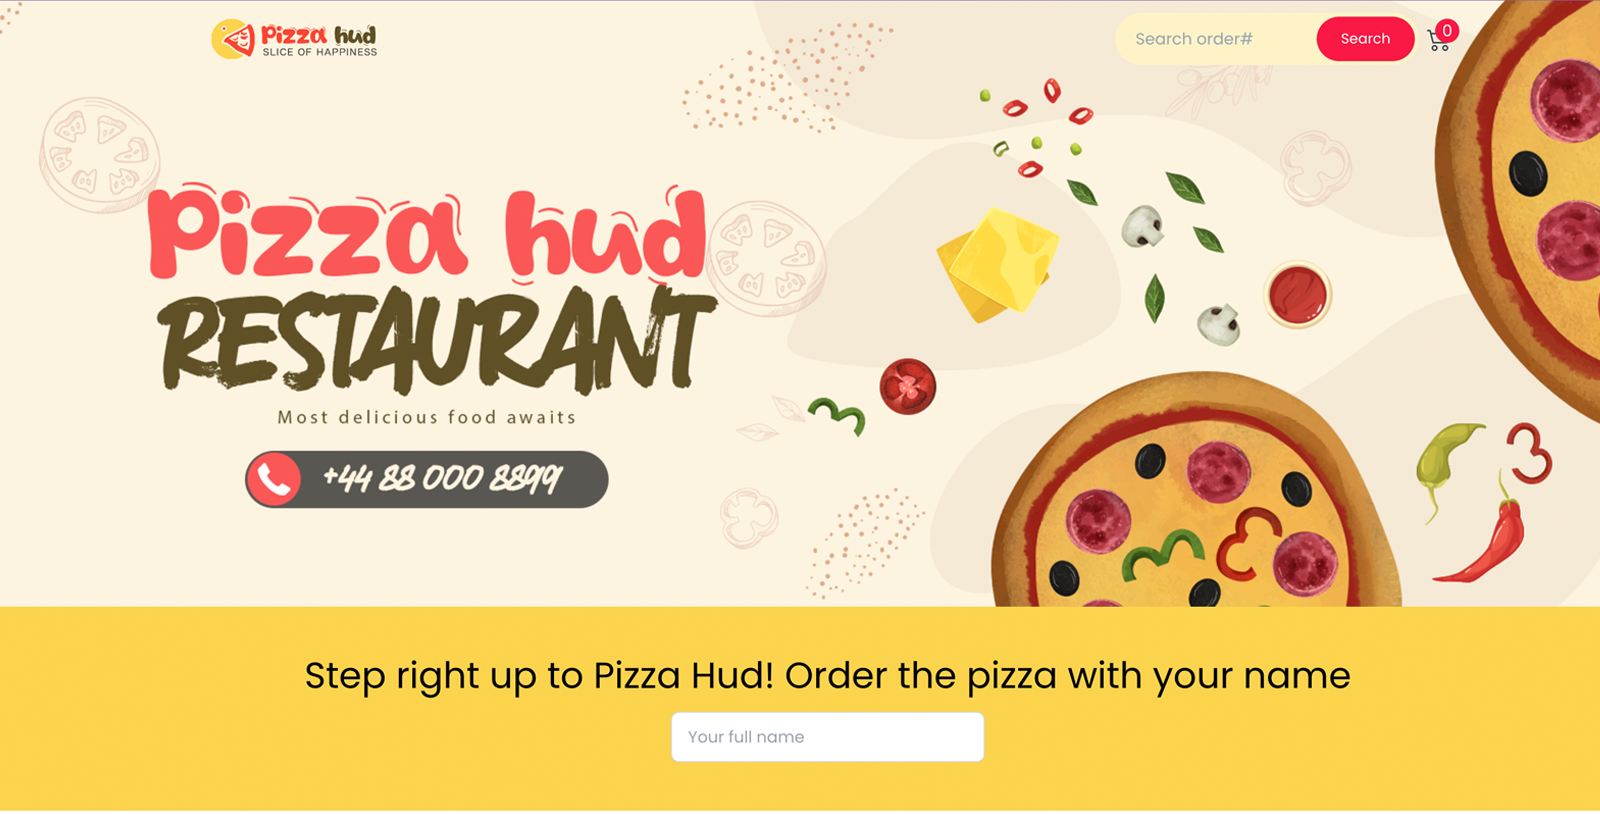 Pizza hud
SLICE OF HAPPINESS
Search order#
Search
0
Pizza hud
RESTAURANT
Most delicious food awaits
+44 88 000 8899
Step right up to Pizza Hud! Order the pizza with your name
Your full name